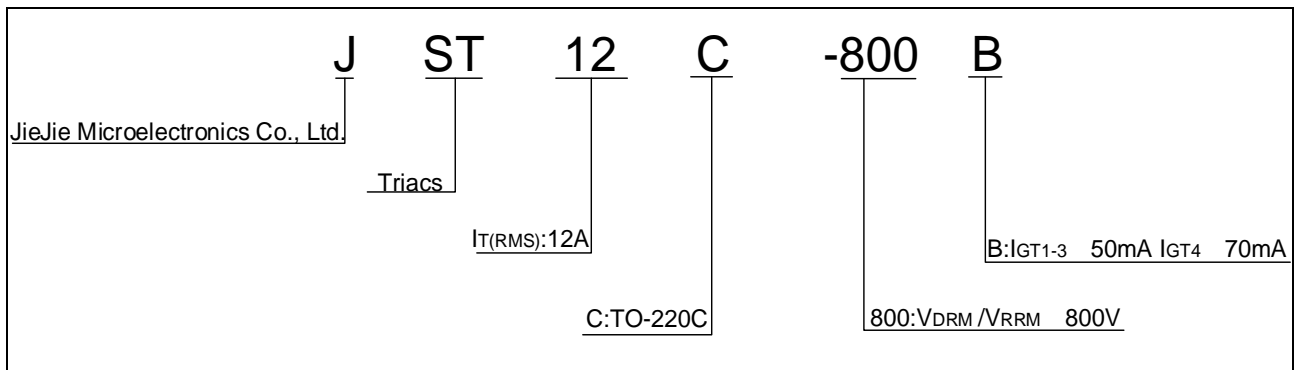 J ST 12 C -800 B
JieJie Microelectronics Co., Ltd.
Triacs
IT(RMS):12A
B:IGT1-3 50mA IGT4 70mA
C:TO-220C
800:VDRM /VRRM 800V